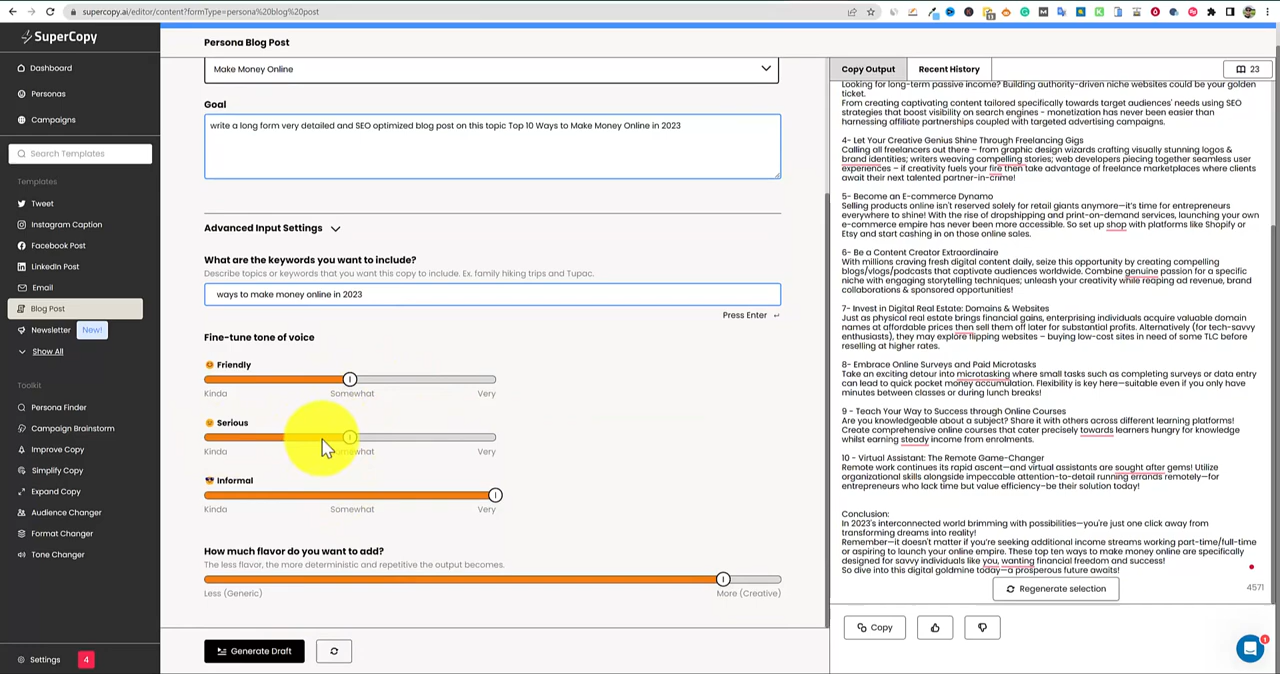 supercopy.ai/editor/content?formType=persona%20blog%20post
SuperCopy
Dashboard
Personas
Campaigns
Search Templates
Templates
Tweet
Instagram Caption
Facebook Post
LinkedIn Post
Email
Blog Post
Newsletter New!
Show All
Toolkit
Persona Finder
Campaign Brainstorm
Improve Copy
Simplify Copy
Expand Copy
Audience Changer
Format Changer
Tone Changer
Settings 4
Persona Blog Post
Make Money Online
Goal
write a long form very detailed and SEO optimized blog post on this topic Top 10 Ways to Make Money Online in 2023
Advanced Input Settings
What are the keywords you want to include?
Describe topics or keywords that you want this copy to include. Ex. family hiking trips and Tupac.
ways to make money online in 2023
Press Enter
Fine-tune tone of voice
Friendly
Kinda Somewhat Very
Serious
Kinda Somewhat Very
Informal
Kinda Somewhat Very
How much flavor do you want to add?
The less flavor, the more deterministic and repetitive the output becomes.
Less (Generic) More (Creative)
Generate Draft
Copy Output Recent History 23
Looking for long-term passive income? Building authority-driven niche websites could be your golden
ticket.
From creating captivating content tailored specifically towards target audiences' needs using SEO
strategies that boost visibility on search engines - monetization has never been easier than
harnessing affiliate partnerships coupled with targeted advertising campaigns.
4- Let Your Creative Genius Shine Through Freelancing Gigs
Calling all freelancers out there – from graphic design wizards crafting visually stunning logos &
brand identities; writers weaving compelling stories; web developers piecing together seamless user
experiences – if creativity fuels your fire then take advantage of freelance marketplaces where clients
await their next talented partner-in-crime!
5- Become an E-commerce Dynamo
Selling products online isn't reserved solely for retail giants anymore—it's time for entrepreneurs
everywhere to shine! With the rise of dropshipping and print-on-demand services, launching your own
e-commerce empire has never been more accessible. So set up shop with platforms like Shopify or
Etsy and start cashing in on those online sales.
6- Be a Content Creator Extraordinaire
With millions craving fresh digital content daily, seize this opportunity by creating compelling
blogs/vlogs/podcasts that captivate audiences worldwide. Combine genuine passion for a specific
niche with engaging storytelling techniques; unleash your creativity while reaping ad revenue, brand
collaborations & sponsored opportunities!
7- Invest in Digital Real Estate: Domains & Websites
Just as physical real estate brings financial gains, enterprising individuals acquire valuable domain
names at affordable prices then sell them off later for substantial profits. Alternatively (for tech-savvy
enthusiasts), they may explore flipping websites – buying low-cost sites in need of some TLC before
reselling at higher rates.
8- Embrace Online Surveys and Paid Microtasks
Take an exciting detour into microtasking where small tasks such as completing surveys or data entry
can lead to quick pocket money accumulation. Flexibility is key here—suitable even if you only have
minutes between classes or during lunch breaks!
9 - Teach Your Way to Success through Online Courses
Are you knowledgeable about a subject? Share it with others across different learning platforms!
Create comprehensive online courses that cater precisely towards learners hungry for knowledge
whilst earning steady income from enrolments.
10 - Virtual Assistant: The Remote Game-Changer
Remote work continues its rapid ascent—and virtual assistants are sought after gems! Utilize
organizational skills alongside impeccable attention-to-detail running errands remotely—for
entrepreneurs who lack time but value efficiency–be their solution today!
Conclusion:
In 2023's interconnected world brimming with possibilities—you're just one click away from
transforming dreams into reality!
Remember—it doesn't matter if you're seeking additional income streams working part-time/full-time
or aspiring to launch your online empire. These top ten ways to make money online are specifically
designed for savvy individuals like you, wanting financial freedom and success!
So dive into this digital goldmine today—a prosperous future awaits!
Regenerate selection
4571
Copy
1